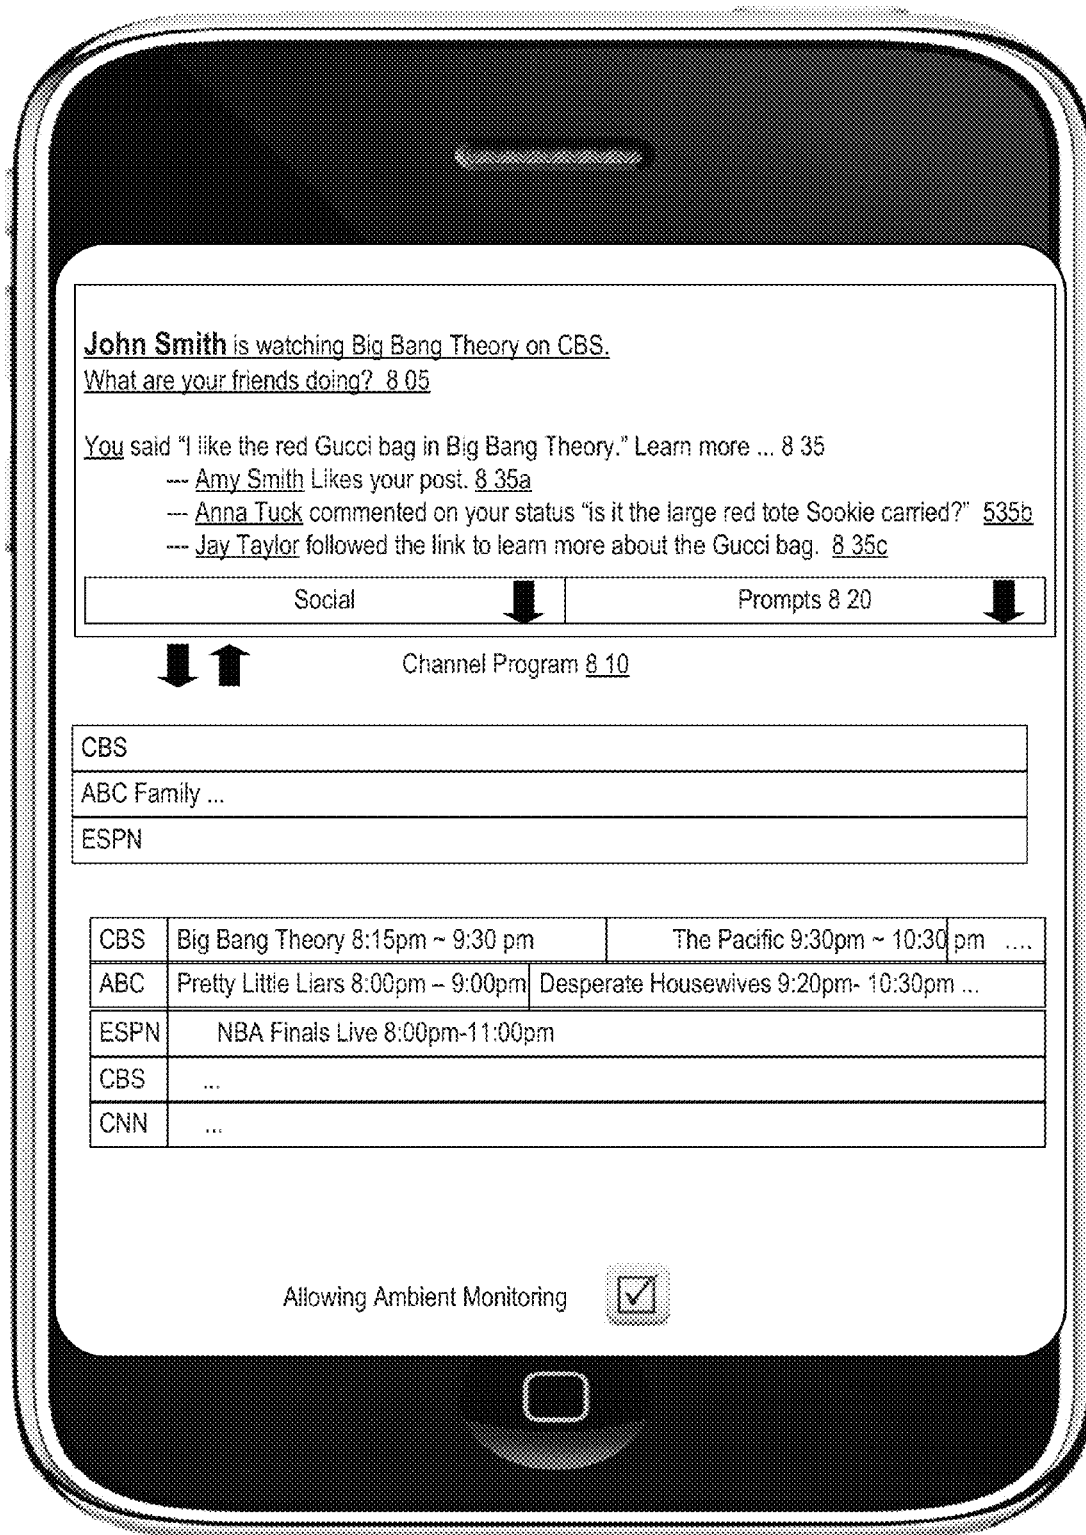 John Smith is watching Big Bang Theory on CBS.
What are your friends doing? 8 05
You said “I like the red Gucci bag in Big Bang Theory.” Learn more ... 8 35
--- Amy Smith Likes your post. 8 35a
--- Anna Tuck commented on your status “is it the large red tote Sookie carried?” 535b
--- Jay Taylor followed the link to learn more about the Gucci bag. 8 35c
Social Prompts 8 20
Channel Program 8 10
CBS
ABC Family ...
ESPN
CBS Big Bang Theory 8:15pm ~ 9:30 pm The Pacific 9:30pm ~ 10:30 pm ....
ABC Pretty Little Liars 8:00pm – 9:00pm Desperate Housewives 9:20pm- 10:30pm ...
ESPN NBA Finals Live 8:00pm-11:00pm
CBS ...
CNN ...
Allowing Ambient Monitoring